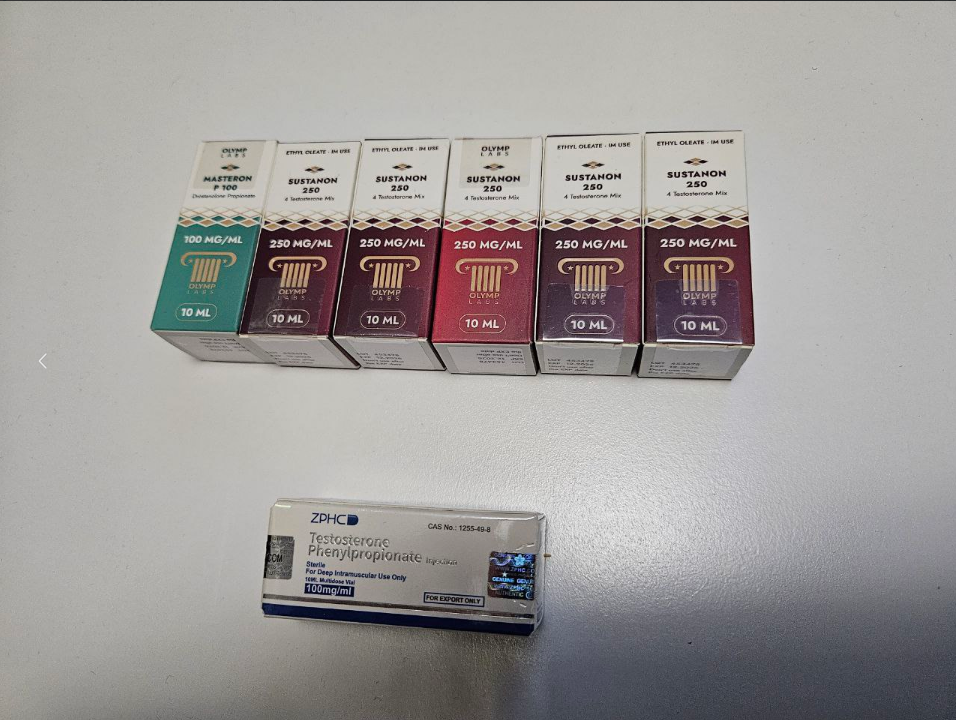 OLYMP
LABS
MASTERON
P 100
Drostanolone Propionate
100 MG/ML
OLYMP
LABS
10 ML
ETHYL OLEATE - IM USE
SUSTANON
250
4 Testosterone Mix
250 MG/ML
OLYMP
LABS
10 ML
ETHYL OLEATE - IM USE
SUSTANON
250
4 Testosterone Mix
250 MG/ML
OLYMP
LABS
10 ML
OLYMP
LABS
SUSTANON
250
4 Testosterone Mix
250 MG/ML
OLYMP
LABS
10 ML
ETHYL OLEATE - IM USE
SUSTANON
250
4 Testosterone Mix
250 MG/ML
OLYMP
LABS
10 ML
ETHYL OLEATE - IM USE
SUSTANON
250
4 Testosterone Mix
250 MG/ML
OLYMP
LABS
10 ML
ZPHC
CAS No.: 1255-49-8
Testosterone
Phenylpropionate Injection
Sterile
For Deep Intramuscular Use Only
10ML Multidose Vial
100mg/ml
FOR EXPORT ONLY